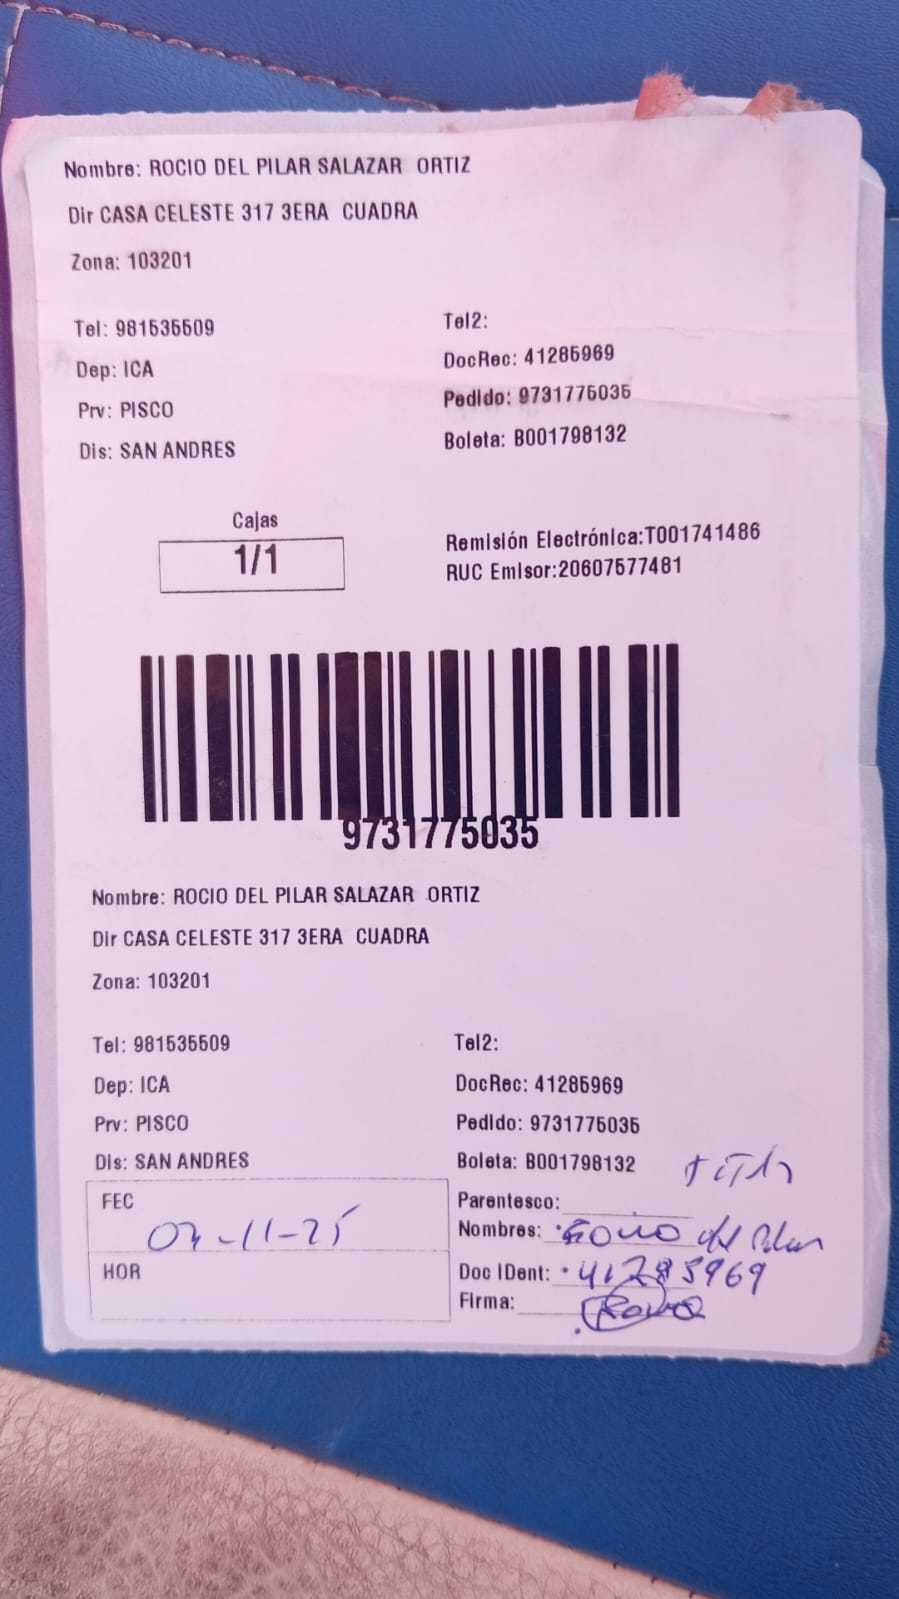 Nombre: ROCIO DEL PILAR SALAZAR ORTIZ
Dir CASA CELESTE 317 3ERA CUADRA
Zona: 103201
Tel: 981535509
Tel2:
Dep: ICA
DocRec: 41285969
Prv: PISCO
Pedido: 9731775035
Dis: SAN ANDRES
Boleta: B001798132
Cajas
1/1
Remisión Electrónica:T001741486
RUC Emisor:20607577481
9731775035
Nombre: ROCIO DEL PILAR SALAZAR ORTIZ
Dir CASA CELESTE 317 3ERA CUADRA
Zona: 103201
Tel: 981535509
Tel2:
Dep: ICA
DocRec: 41285969
Prv: PISCO
Pedido: 9731775035
Dis: SAN ANDRES
Boleta: B001798132
FEC
Parentesco:
-11-25
Nombres: Rocio del Pilar
HOR
Doc IDent: 41285969
Firma: